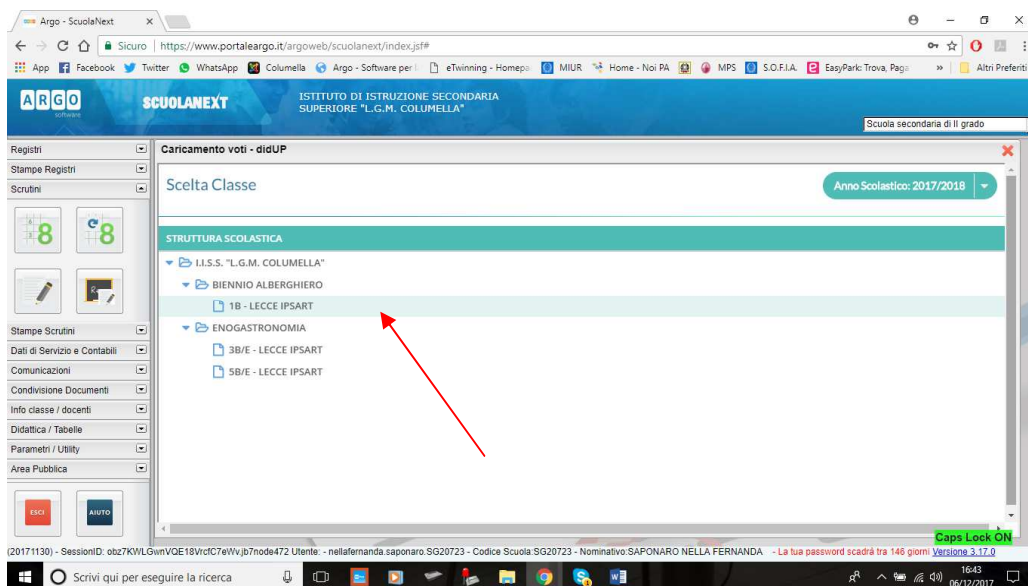 Argo - ScuolaNext
Sicuro | https://www.portaleargo.it/argoweb/scuolanext/index.jsf#
App Facebook Twitter WhatsApp Columella Argo - Software per l eTwinning - Homepa MIUR Home - Noi PA MPS S.O.F.I.A. EasyPark: Trova, Paga » Altri Preferiti
ARGO software SCUOLANEXT
ISTITUTO DI ISTRUZIONE SECONDARIA
SUPERIORE "L.G.M. COLUMELLA"
Scuola secondaria di II grado
Registri
Stampe Registri
Scrutini
8 8
Stampe Scrutini
Dati di Servizio e Contabili
Comunicazioni
Condivisione Documenti
Info classe / docenti
Didattica / Tabelle
Parametri / Utility
Area Pubblica
ESCI AIUTO
Caricamento voti - didUP
Scelta Classe
Anno Scolastico: 2017/2018
STRUTTURA SCOLASTICA
I.I.S.S. "L.G.M. COLUMELLA"
BIENNIO ALBERGHIERO
1B - LECCE IPSART
ENOGASTRONOMIA
3B/E - LECCE IPSART
5B/E - LECCE IPSART
Caps Lock ON
(20171130) - SessionID: obz7KWLGwnVQE18VrcfC7eWv.jb7node472 Utente: - nellafernanda.saponaro.SG20723 - Codice Scuola:SG20723 - Nominativo:SAPONARO NELLA FERNANDA - La tua password scadrà tra 146 giorni Versione 3.17.0
Scrivi qui per eseguire la ricerca
16:43
06/12/2017